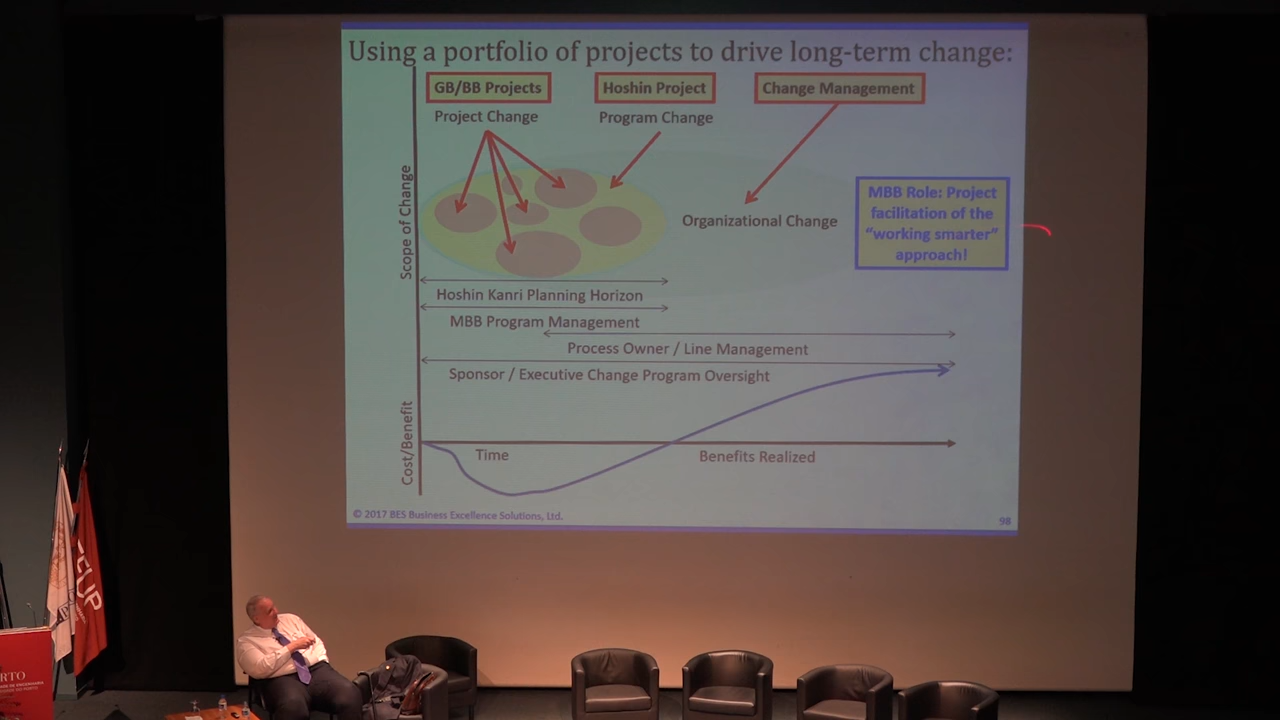 Using a portfolio of projects to drive long-term change:
GB/BB Projects
Hoshin Project
Change Management
Project Change
Program Change
Scope of Change
Organizational Change
MBB Role: Project
facilitation of the
“working smarter”
approach!
Hoshin Kanri Planning Horizon
MBB Program Management
Process Owner / Line Management
Sponsor / Executive Change Program Oversight
Cost/Benefit
Time
Benefits Realized
© 2017 BES Business Excellence Solutions, Ltd.
98
FEUP